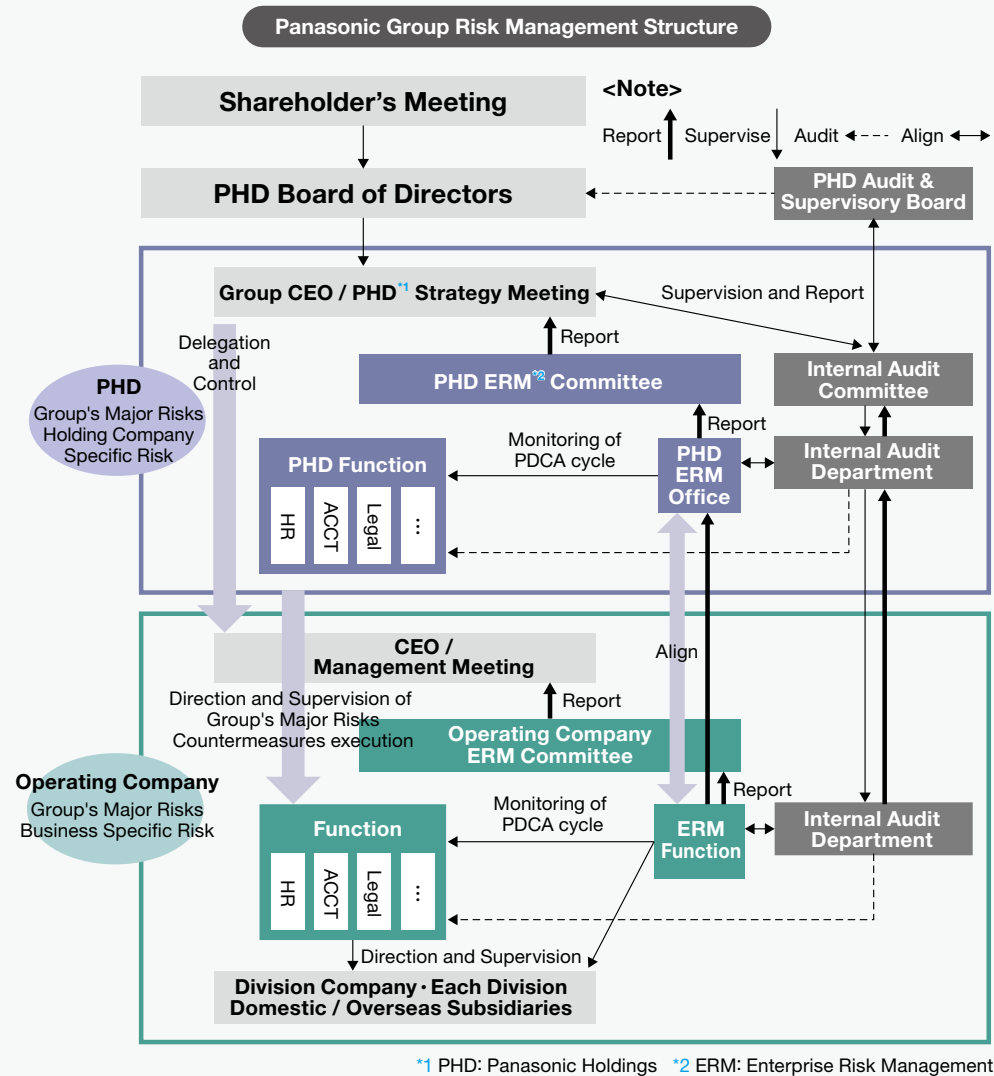 Panasonic Group Risk Management Structure
Shareholder's Meeting
<Note>
Report Supervise Audit Align
PHD Board of Directors
PHD Audit &
Supervisory Board
Group CEO / PHD*1 Strategy Meeting
Supervision and Report
Delegation
and
Control
Report
PHD ERM*2 Committee
Internal Audit
Committee
PHD
Group's Major Risks
Holding Company
Specific Risk
Report
Monitoring of
PDCA cycle
PHD Function
HR
ACCT
Legal
...
PHD
ERM
Office
Internal Audit
Department
CEO /
Management Meeting
Align
Direction and Supervision of
Group's Major Risks
Countermeasures execution
Report
Operating Company
ERM Committee
Operating Company
Group's Major Risks
Business Specific Risk
Report
Monitoring of
PDCA cycle
Function
HR
ACCT
Legal
...
ERM
Function
Internal Audit
Department
Direction and Supervision
Division Company・Each Division
Domestic / Overseas Subsidiaries
*1 PHD: Panasonic Holdings *2 ERM: Enterprise Risk Management